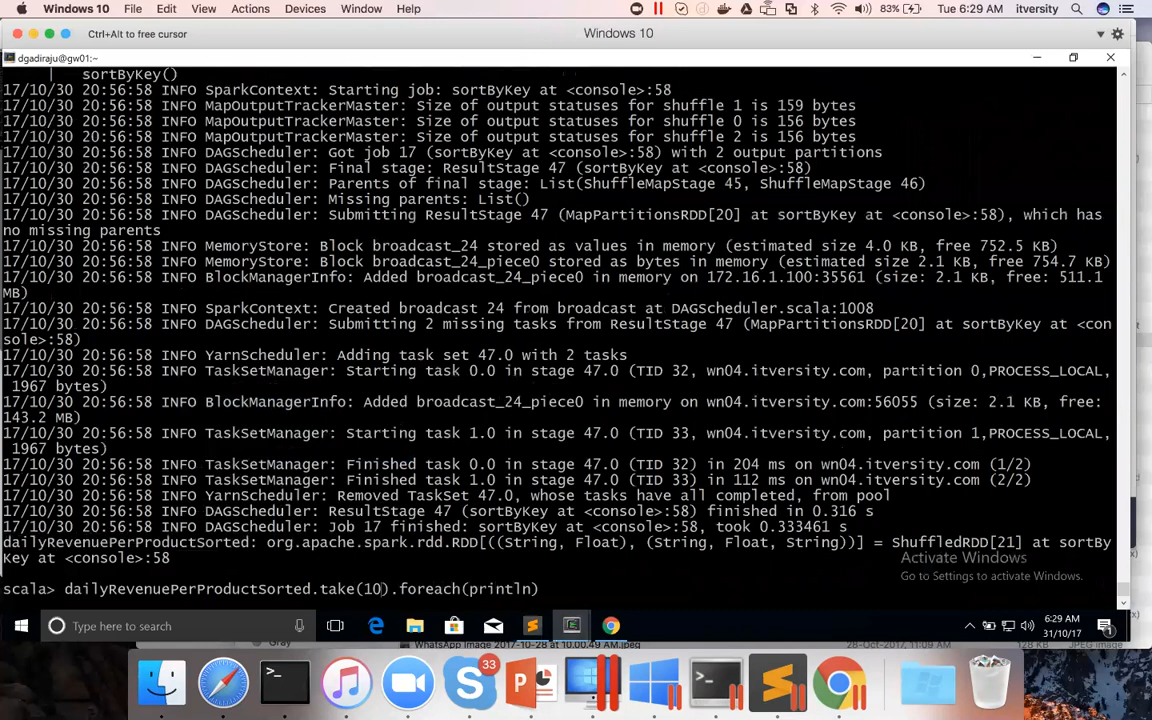 Windows 10 File Edit View Actions Devices Window Help 83% Tue 6:29 AM itversity
Ctrl+Alt to free cursor Windows 10
dgadiraju@gw01:~
| sortByKey()
17/10/30 20:56:58 INFO SparkContext: Starting job: sortByKey at <console>:58
17/10/30 20:56:58 INFO MapOutputTrackerMaster: Size of output statuses for shuffle 1 is 159 bytes
17/10/30 20:56:58 INFO MapOutputTrackerMaster: Size of output statuses for shuffle 0 is 156 bytes
17/10/30 20:56:58 INFO MapOutputTrackerMaster: Size of output statuses for shuffle 2 is 156 bytes
17/10/30 20:56:58 INFO DAGScheduler: Got job 17 (sortByKey at <console>:58) with 2 output partitions
17/10/30 20:56:58 INFO DAGScheduler: Final stage: ResultStage 47 (sortByKey at <console>:58)
17/10/30 20:56:58 INFO DAGScheduler: Parents of final stage: List(ShuffleMapStage 45, ShuffleMapStage 46)
17/10/30 20:56:58 INFO DAGScheduler: Missing parents: List()
17/10/30 20:56:58 INFO DAGScheduler: Submitting ResultStage 47 (MapPartitionsRDD[20] at sortByKey at <console>:58), which has
no missing parents
17/10/30 20:56:58 INFO MemoryStore: Block broadcast_24 stored as values in memory (estimated size 4.0 KB, free 752.5 KB)
17/10/30 20:56:58 INFO MemoryStore: Block broadcast_24_piece0 stored as bytes in memory (estimated size 2.1 KB, free 754.7 KB)
17/10/30 20:56:58 INFO BlockManagerInfo: Added broadcast_24_piece0 in memory on 172.16.1.100:35561 (size: 2.1 KB, free: 511.1
MB)
17/10/30 20:56:58 INFO SparkContext: Created broadcast 24 from broadcast at DAGScheduler.scala:1008
17/10/30 20:56:58 INFO DAGScheduler: Submitting 2 missing tasks from ResultStage 47 (MapPartitionsRDD[20] at sortByKey at <con
sole>:58)
17/10/30 20:56:58 INFO YarnScheduler: Adding task set 47.0 with 2 tasks
17/10/30 20:56:58 INFO TaskSetManager: Starting task 0.0 in stage 47.0 (TID 32, wn04.itversity.com, partition 0,PROCESS_LOCAL,
1967 bytes)
17/10/30 20:56:58 INFO BlockManagerInfo: Added broadcast_24_piece0 in memory on wn04.itversity.com:56055 (size: 2.1 KB, free:
143.2 MB)
17/10/30 20:56:58 INFO TaskSetManager: Starting task 1.0 in stage 47.0 (TID 33, wn04.itversity.com, partition 1,PROCESS_LOCAL,
1967 bytes)
17/10/30 20:56:58 INFO TaskSetManager: Finished task 0.0 in stage 47.0 (TID 32) in 204 ms on wn04.itversity.com (1/2)
17/10/30 20:56:58 INFO TaskSetManager: Finished task 1.0 in stage 47.0 (TID 33) in 112 ms on wn04.itversity.com (2/2)
17/10/30 20:56:58 INFO YarnScheduler: Removed TaskSet 47.0, whose tasks have all completed, from pool
17/10/30 20:56:58 INFO DAGScheduler: ResultStage 47 (sortByKey at <console>:58) finished in 0.316 s
17/10/30 20:56:58 INFO DAGScheduler: Job 17 finished: sortByKey at <console>:58, took 0.333461 s
dailyRevenuePerProductSorted: org.apache.spark.rdd.RDD[((String, Float), (String, Float, String))] = ShuffledRDD[21] at sortBy
Key at <console>:58
Activate Windows
Go to Settings to activate Windows.
scala> dailyRevenuePerProductSorted.take(10).foreach(println)
Type here to search 6:29 AM
31/10/17
1
Gray WhatsApp Image 2017-10-28 at 10.00.49 AM.jpeg 28-Oct-2017, 11:09 AM JPEG image
33